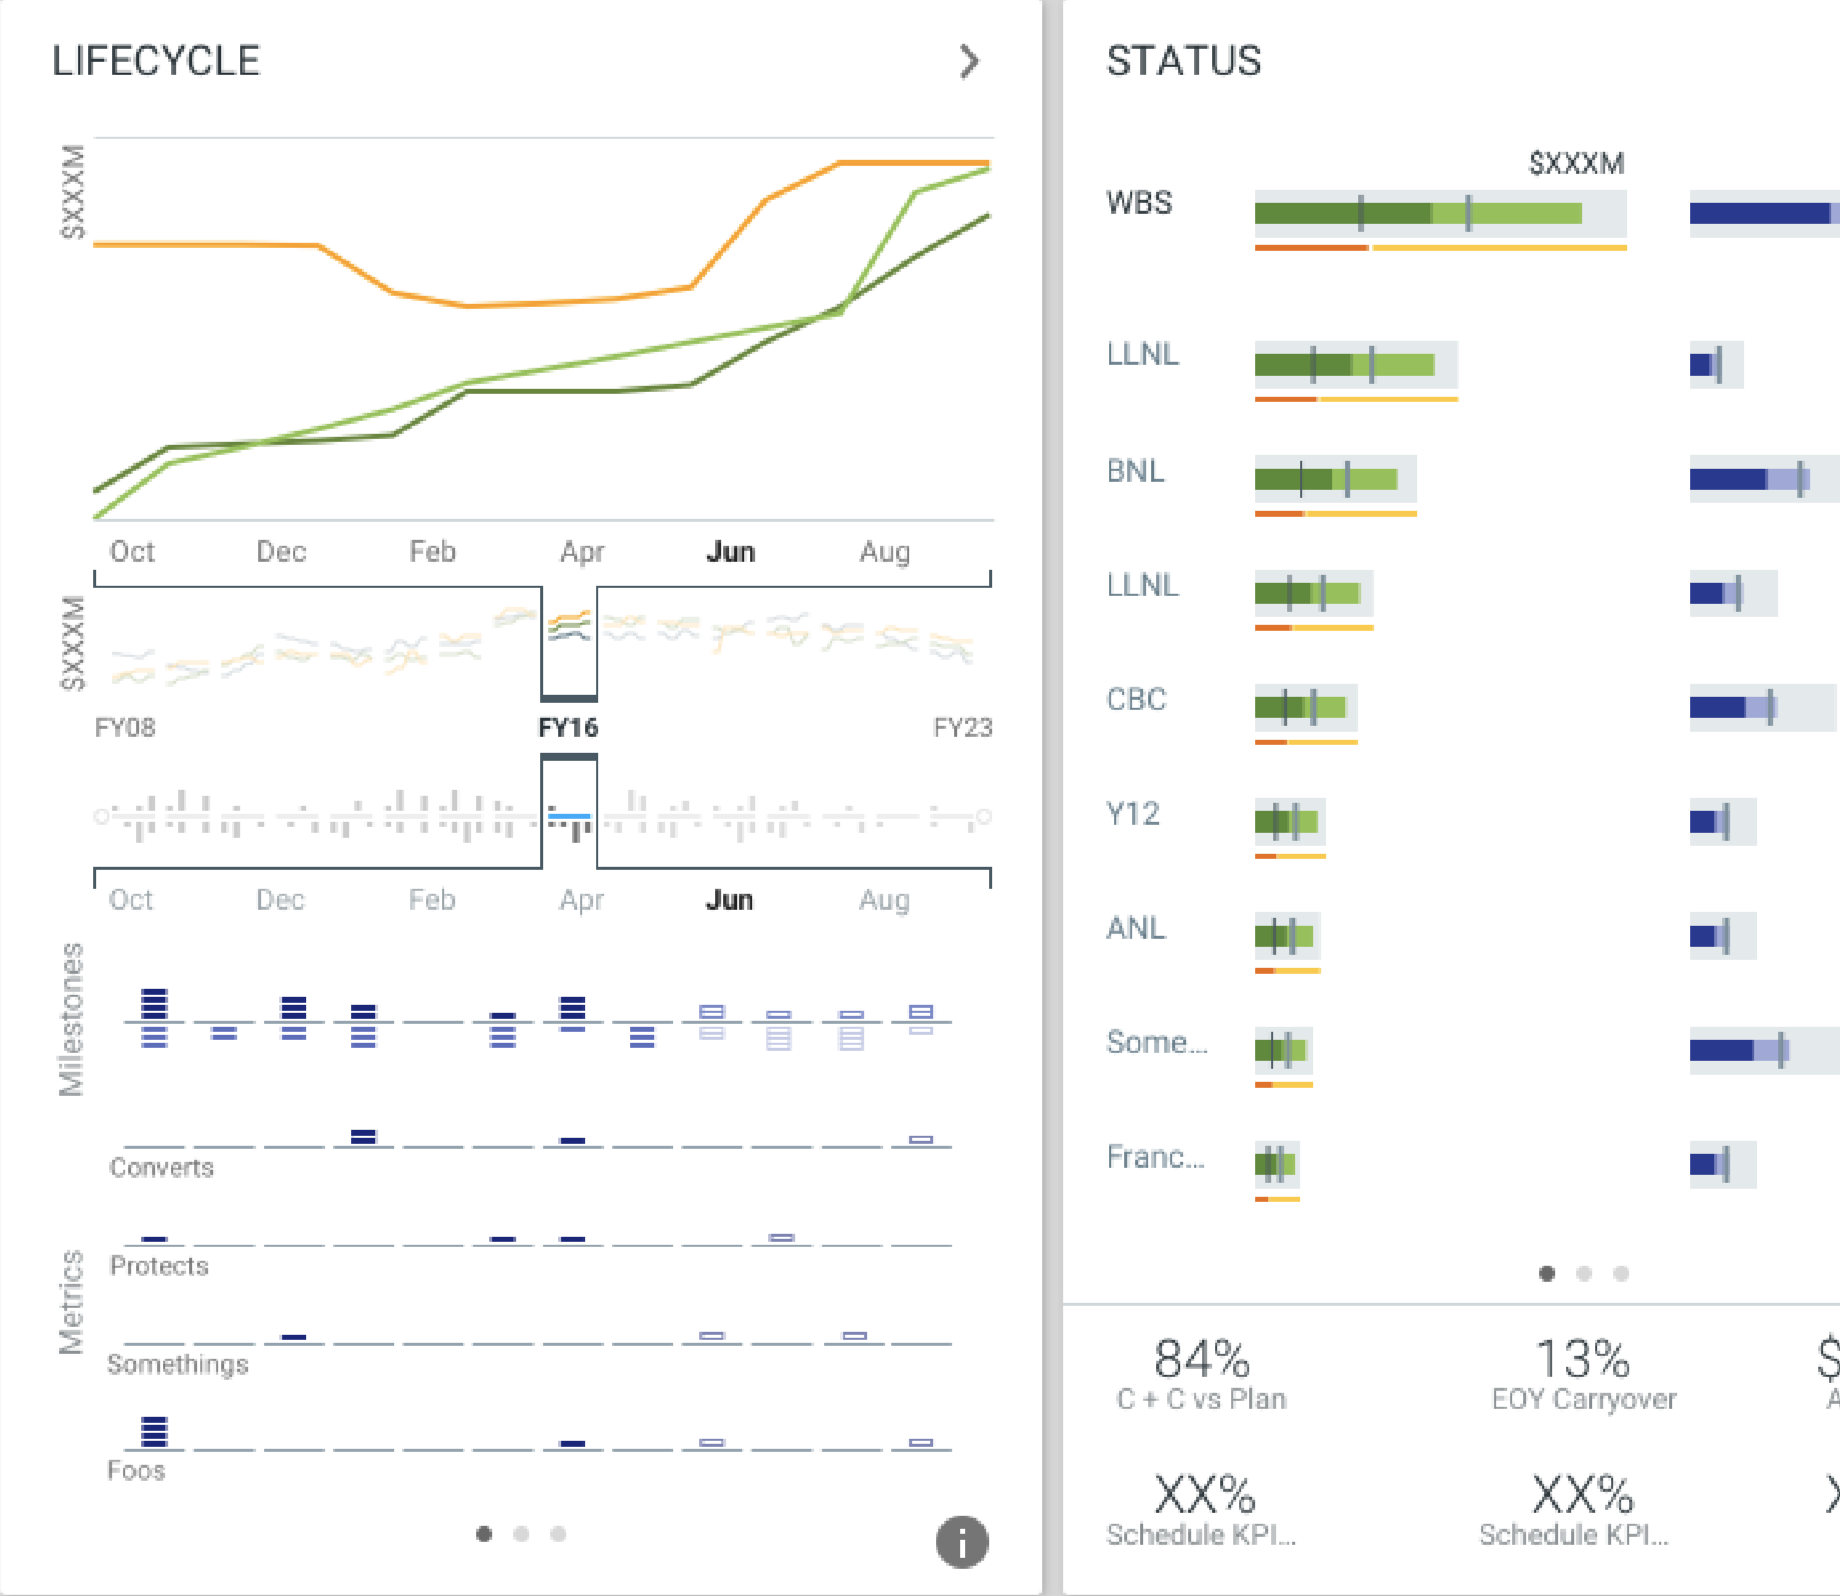 LIFECYCLE
$XXXM
Oct Dec Feb Apr Jun Aug
$XXXM
FY08 FY16 FY23
Oct Dec Feb Apr Jun Aug
Milestones
Converts
Protects
Metrics
Somethings
Foos
i
STATUS
$XXXM
WBS
LLNL
BNL
LLNL
CBC
Y12
ANL
Some...
Franc...
84% 13% $
C + C vs Plan EOY Carryover A
XX% XX%
Schedule KPI... Schedule KPI...